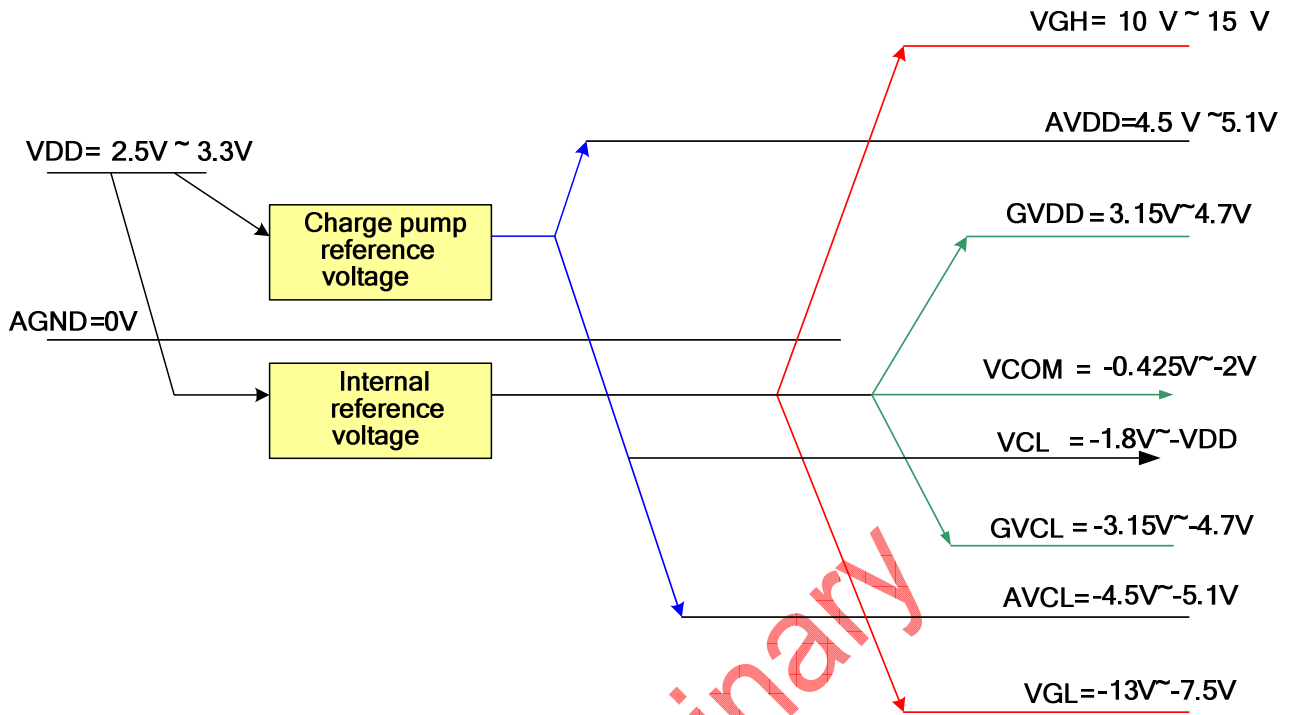 VGH= 10 V ~ 15 V
AVDD=4.5 V ~5.1V
VDD= 2.5V ~ 3.3V
GVDD = 3.15V~4.7V
Charge pump
reference
voltage
AGND=0V
VCOM = -0.425V~-2V
Internal
reference
voltage
VCL = -1.8V~-VDD
GVCL = -3.15V~-4.7V
AVCL=-4.5V~-5.1V
VGL=-13V~-7.5V
inary